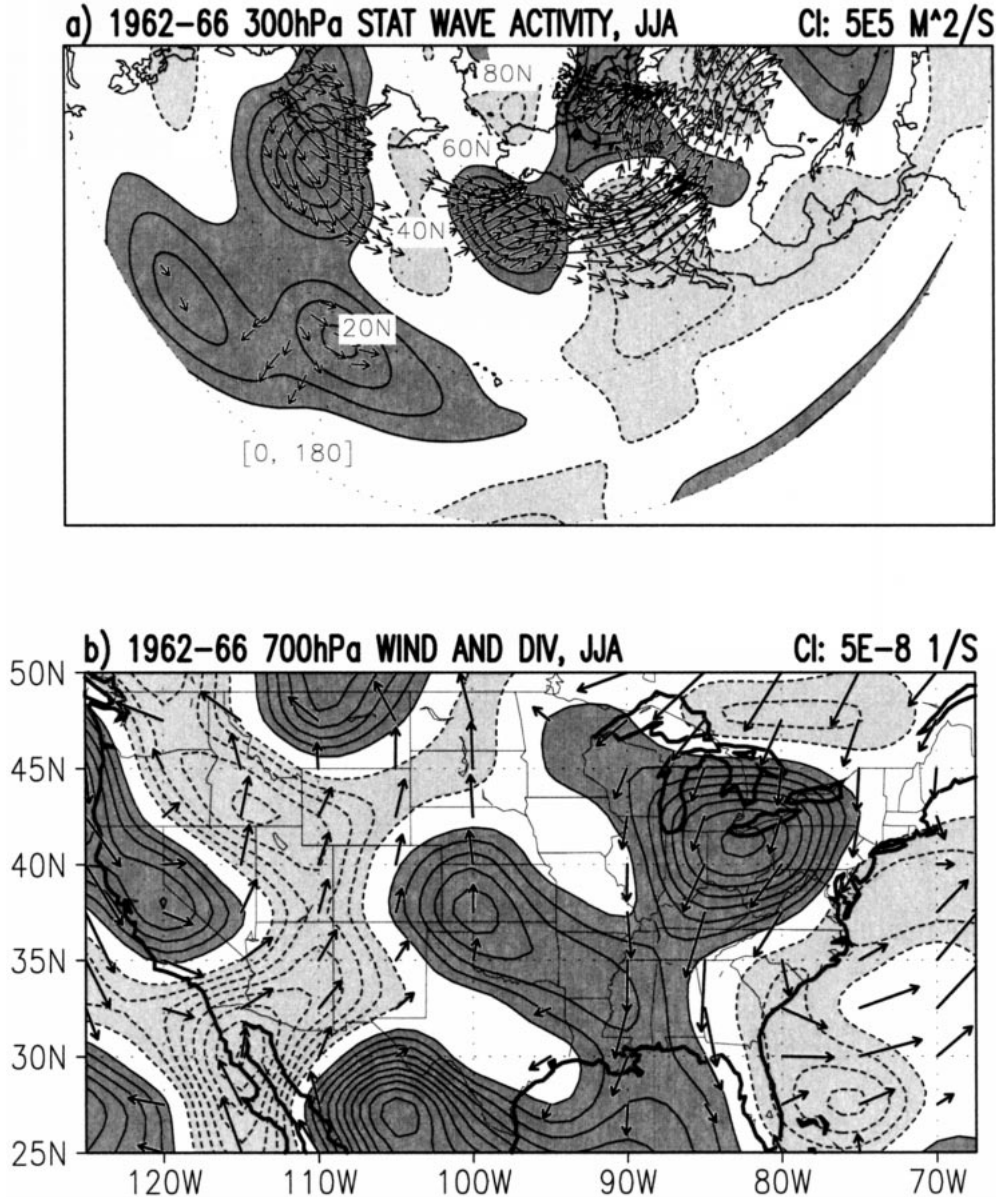 a) 1962-66 300hPa STAT WAVE ACTIVITY, JJA CI: 5E5 M^2/S
80N
60N
40N
20N
[0, 180]
b) 1962-66 700hPa WIND AND DIV, JJA CI: 5E-8 1/S
50N
45N
40N
35N
30N
25N
120W 110W 100W 90W 80W 70W